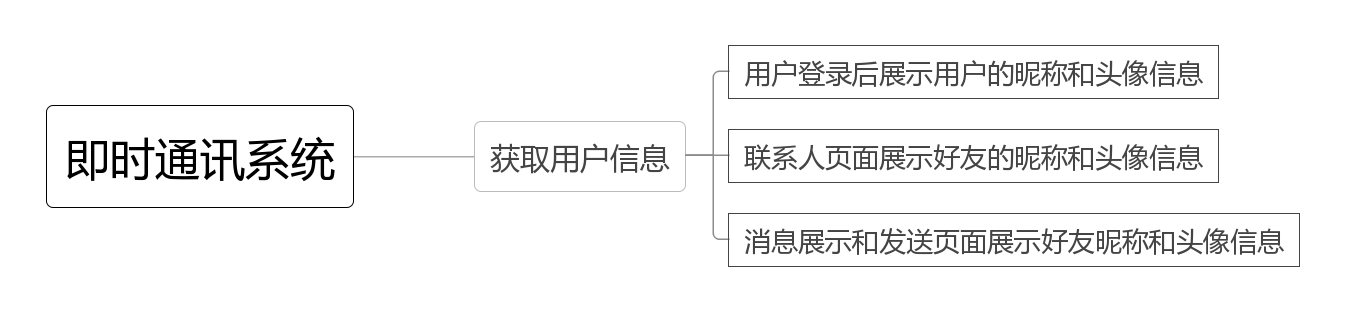 即时通讯系统
获取用户信息
用户登录后展示用户的昵称和头像信息
联系人页面展示好友的昵称和头像信息
消息展示和发送页面展示好友昵称和头像信息